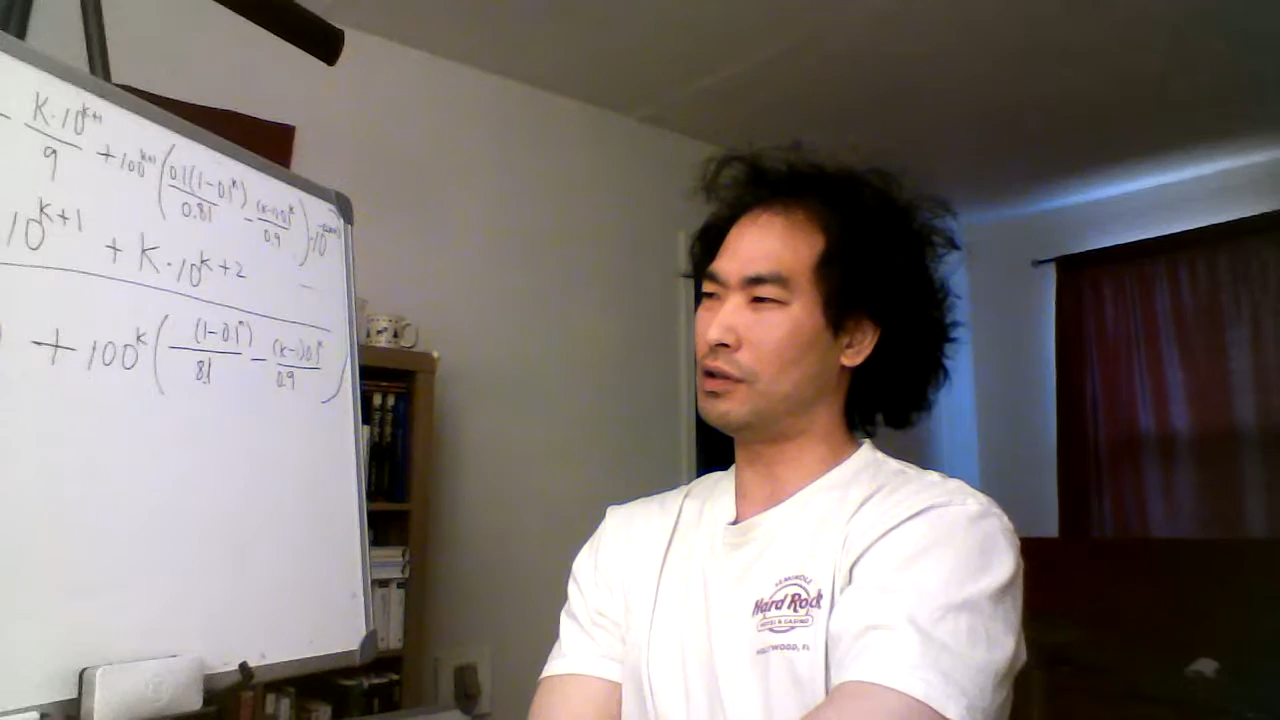 - K·10^(k+1)/9 + 100^(k+1) (0.1(1-0.1^k)/0.81 - (k-1)0.1^k/0.9)·10
10^(k+1) + K·10^(k+2)
+ 100^k ((1-0.1^k)/8.1 - (k-1)0.1^k/0.9)
SEMINOLE
Hard Rock
HOTEL & CASINO
HOLLYWOOD, FL